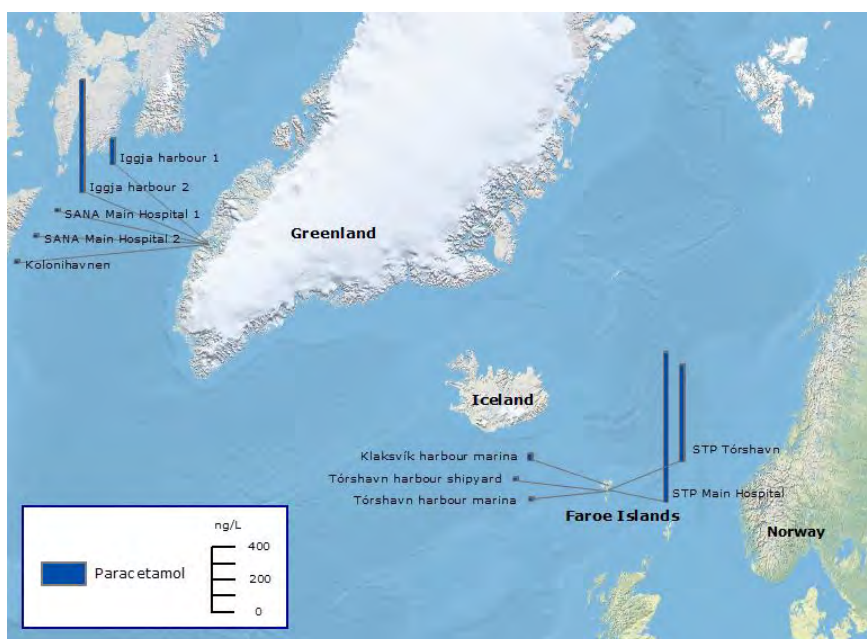 Iggja harbour 1
Iggja harbour 2
SANA Main Hospital 1
SANA Main Hospital 2
Kolonihavnen
Greenland
Iceland
Klaksvík harbour marina
Tórshavn harbour shipyard
Tórshavn harbour marina
STP Tórshavn
STP Main Hospital
Faroe Islands
Norway
ng/L
Paracetamol
400
200
0